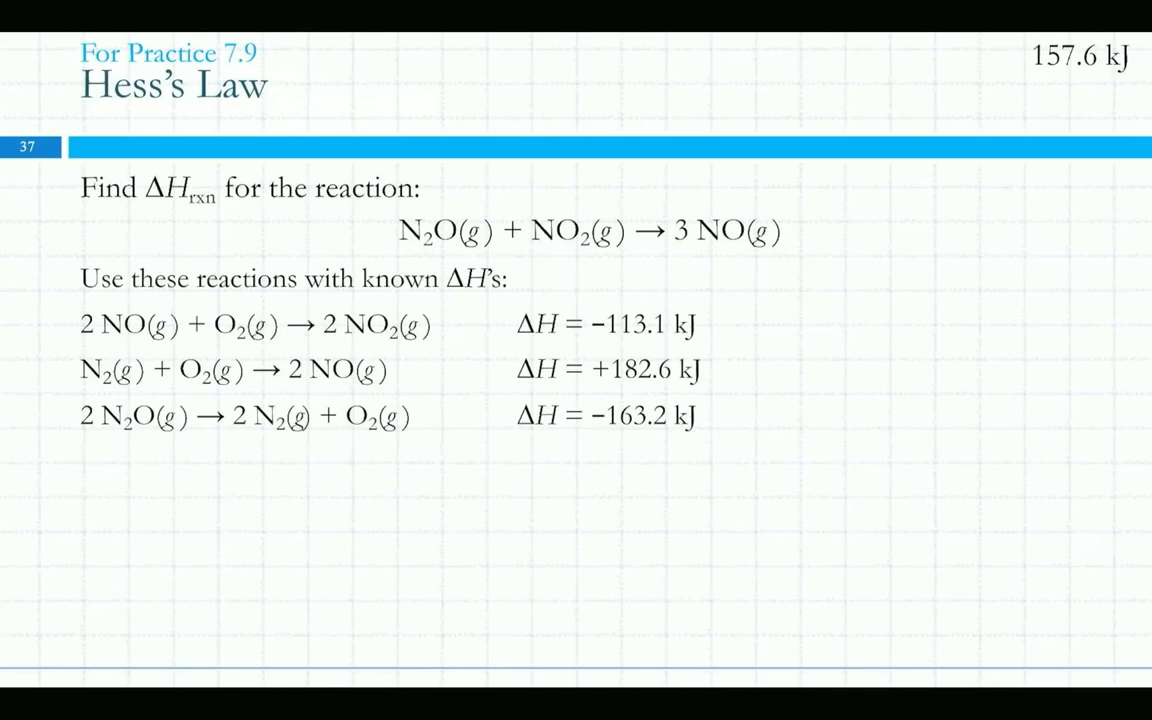 For Practice 7.9
Hess's Law
157.6 kJ
37
Find ΔHrxn for the reaction:
N₂O(g) + NO₂(g) → 3 NO(g)
Use these reactions with known ΔH's:
2 NO(g) + O₂(g) → 2 NO₂(g) ΔH = −113.1 kJ
N₂(g) + O₂(g) → 2 NO(g) ΔH = +182.6 kJ
2 N₂O(g) → 2 N₂(g) + O₂(g) ΔH = −163.2 kJ